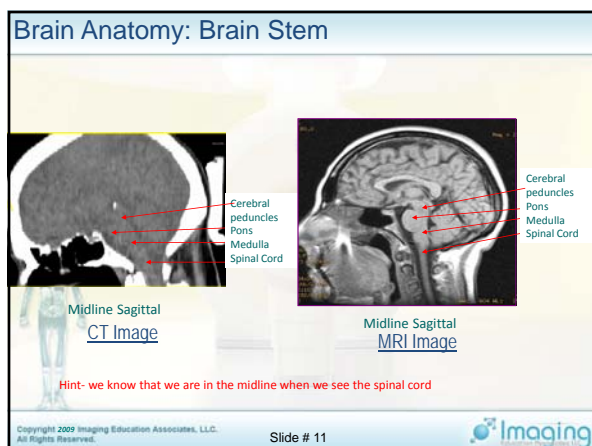 Brain Anatomy: Brain Stem
Cerebral
peduncles
Pons
Medulla
Spinal Cord
Midline Sagittal
CT Image
Cerebral
peduncles
Pons
Medulla
Spinal Cord
Midline Sagittal
MRI Image
Hint- we know that we are in the midline when we see the spinal cord
Copyright 2009 Imaging Education Associates, LLC.
All Rights Reserved.
Slide # 11
Imaging